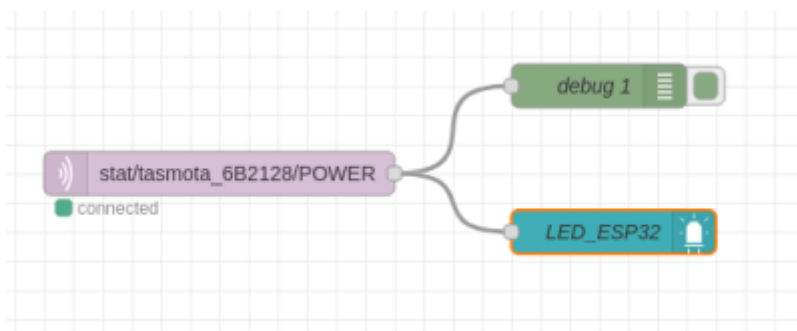 debug 1
stat/tasmota_6B2128/POWER
connected
LED_ESP32